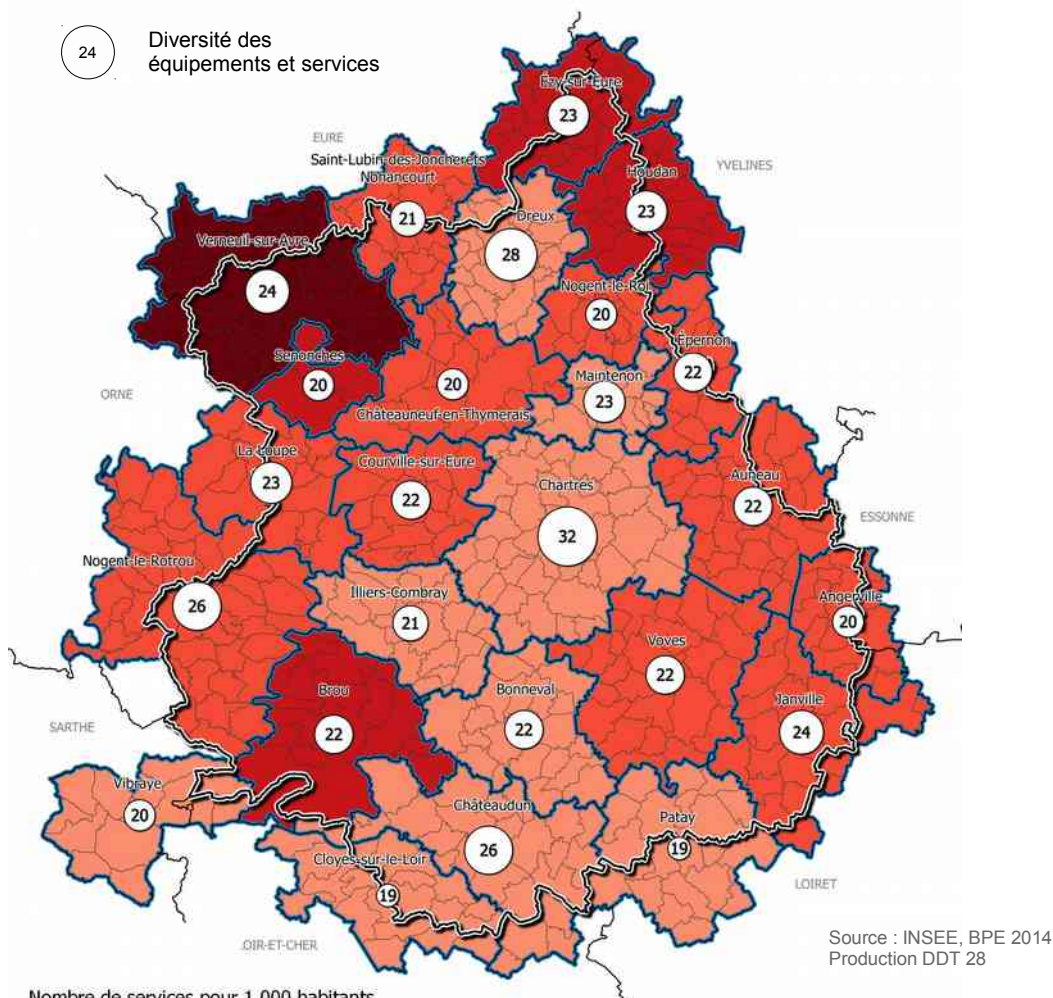 24
Diversité des
équipements et services
Ézy-sur-Eure
23
EURE
Saint-Lubin-des-Joncherets
Nonancourt
21
YVELINES
Houdan
23
Dreux
28
Verneuil-sur-Avre
24
Nogent-le-Roi
20
Épernon
22
Senonches
20
20
Châteauneuf-en-Thymerais
Maintenon
23
ORNE
La Loupe
23
Courville-sur-Eure
22
Chartres
32
Auneau
22
ESSONNE
Nogent-le-Rotrou
26
Illiers-Combray
21
Angerville
20
Voves
22
Brou
22
Bonneval
22
Janville
24
SARTHE
Vibraye
20
Châteaudun
26
Patay
19
Cloyes-sur-le-Loir
19
LOIRET
.OIR-ET-CHER
Source : INSEE, BPE 2014
Production DDT 28
Nombre de services pour 1 000 habitants